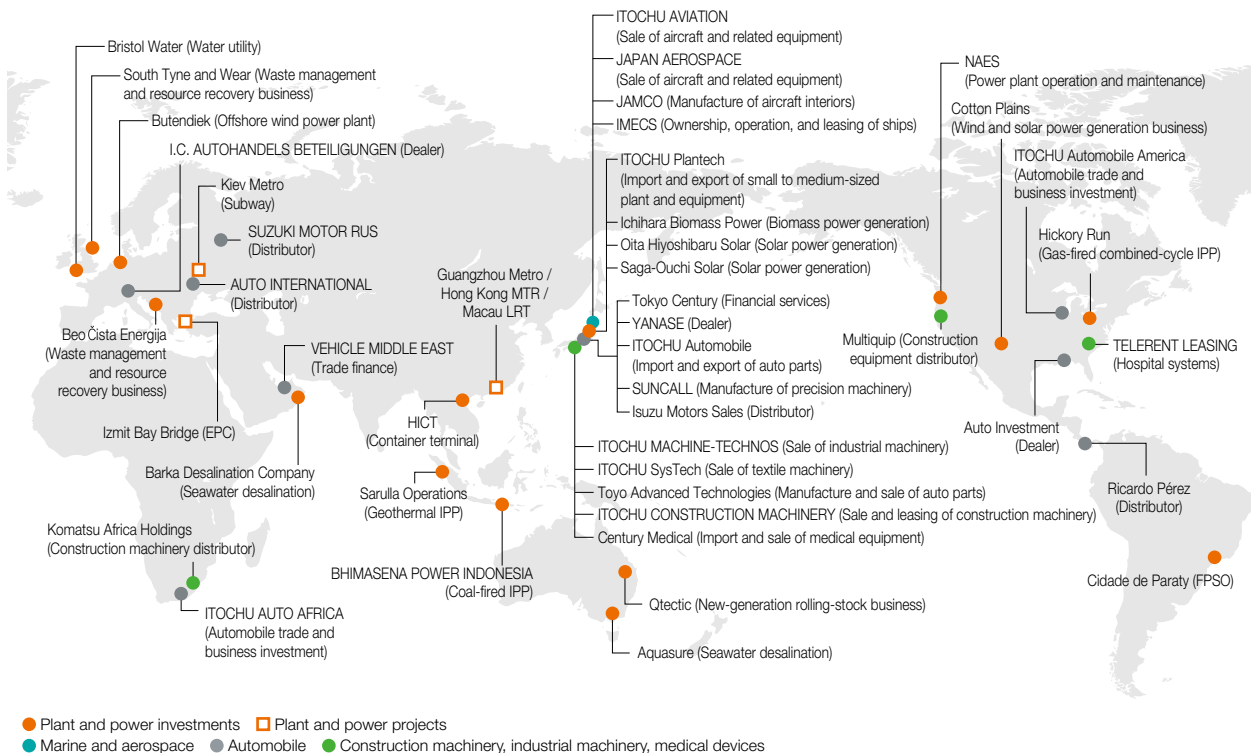 Bristol Water (Water utility)
South Tyne and Wear (Waste management
and resource recovery business)
Butendiek (Offshore wind power plant)
I.C. AUTOHANDELS BETEILIGUNGEN (Dealer)
Kiev Metro
(Subway)
SUZUKI MOTOR RUS
(Distributor)
AUTO INTERNATIONAL
(Distributor)
Beo Čista Energija
(Waste management
and resource
recovery business)
Izmit Bay Bridge (EPC)
VEHICLE MIDDLE EAST
(Trade finance)
Barka Desalination Company
(Seawater desalination)
Komatsu Africa Holdings
(Construction machinery distributor)
ITOCHU AUTO AFRICA
(Automobile trade and
business investment)
Guangzhou Metro /
Hong Kong MTR /
Macau LRT
HICT
(Container terminal)
Sarulla Operations
(Geothermal IPP)
BHIMASENA POWER INDONESIA
(Coal-fired IPP)
ITOCHU AVIATION
(Sale of aircraft and related equipment)
JAPAN AEROSPACE
(Sale of aircraft and related equipment)
JAMCO (Manufacture of aircraft interiors)
IMECS (Ownership, operation, and leasing of ships)
ITOCHU Plantech
(Import and export of small to medium-sized
plant and equipment)
Ichihara Biomass Power (Biomass power generation)
Oita Hiyoshibaru Solar (Solar power generation)
Saga-Ouchi Solar (Solar power generation)
Tokyo Century (Financial services)
YANASE (Dealer)
ITOCHU Automobile
(Import and export of auto parts)
SUNCALL (Manufacture of precision machinery)
Isuzu Motors Sales (Distributor)
ITOCHU MACHINE-TECHNOS (Sale of industrial machinery)
ITOCHU SysTech (Sale of textile machinery)
Toyo Advanced Technologies (Manufacture and sale of auto parts)
ITOCHU CONSTRUCTION MACHINERY (Sale and leasing of construction machinery)
Century Medical (Import and sale of medical equipment)
Qtectic (New-generation rolling-stock business)
Aquasure (Seawater desalination)
NAES
(Power plant operation and maintenance)
Cotton Plains
(Wind and solar power generation business)
ITOCHU Automobile America
(Automobile trade and
business investment)
Hickory Run
(Gas-fired combined-cycle IPP)
Multiquip (Construction
equipment distributor)
TELERENT LEASING
(Hospital systems)
Auto Investment
(Dealer)
Ricardo Pérez
(Distributor)
Cidade de Paraty (FPSO)
Plant and power investments
Plant and power projects
Marine and aerospace
Automobile
Construction machinery, industrial machinery, medical devices